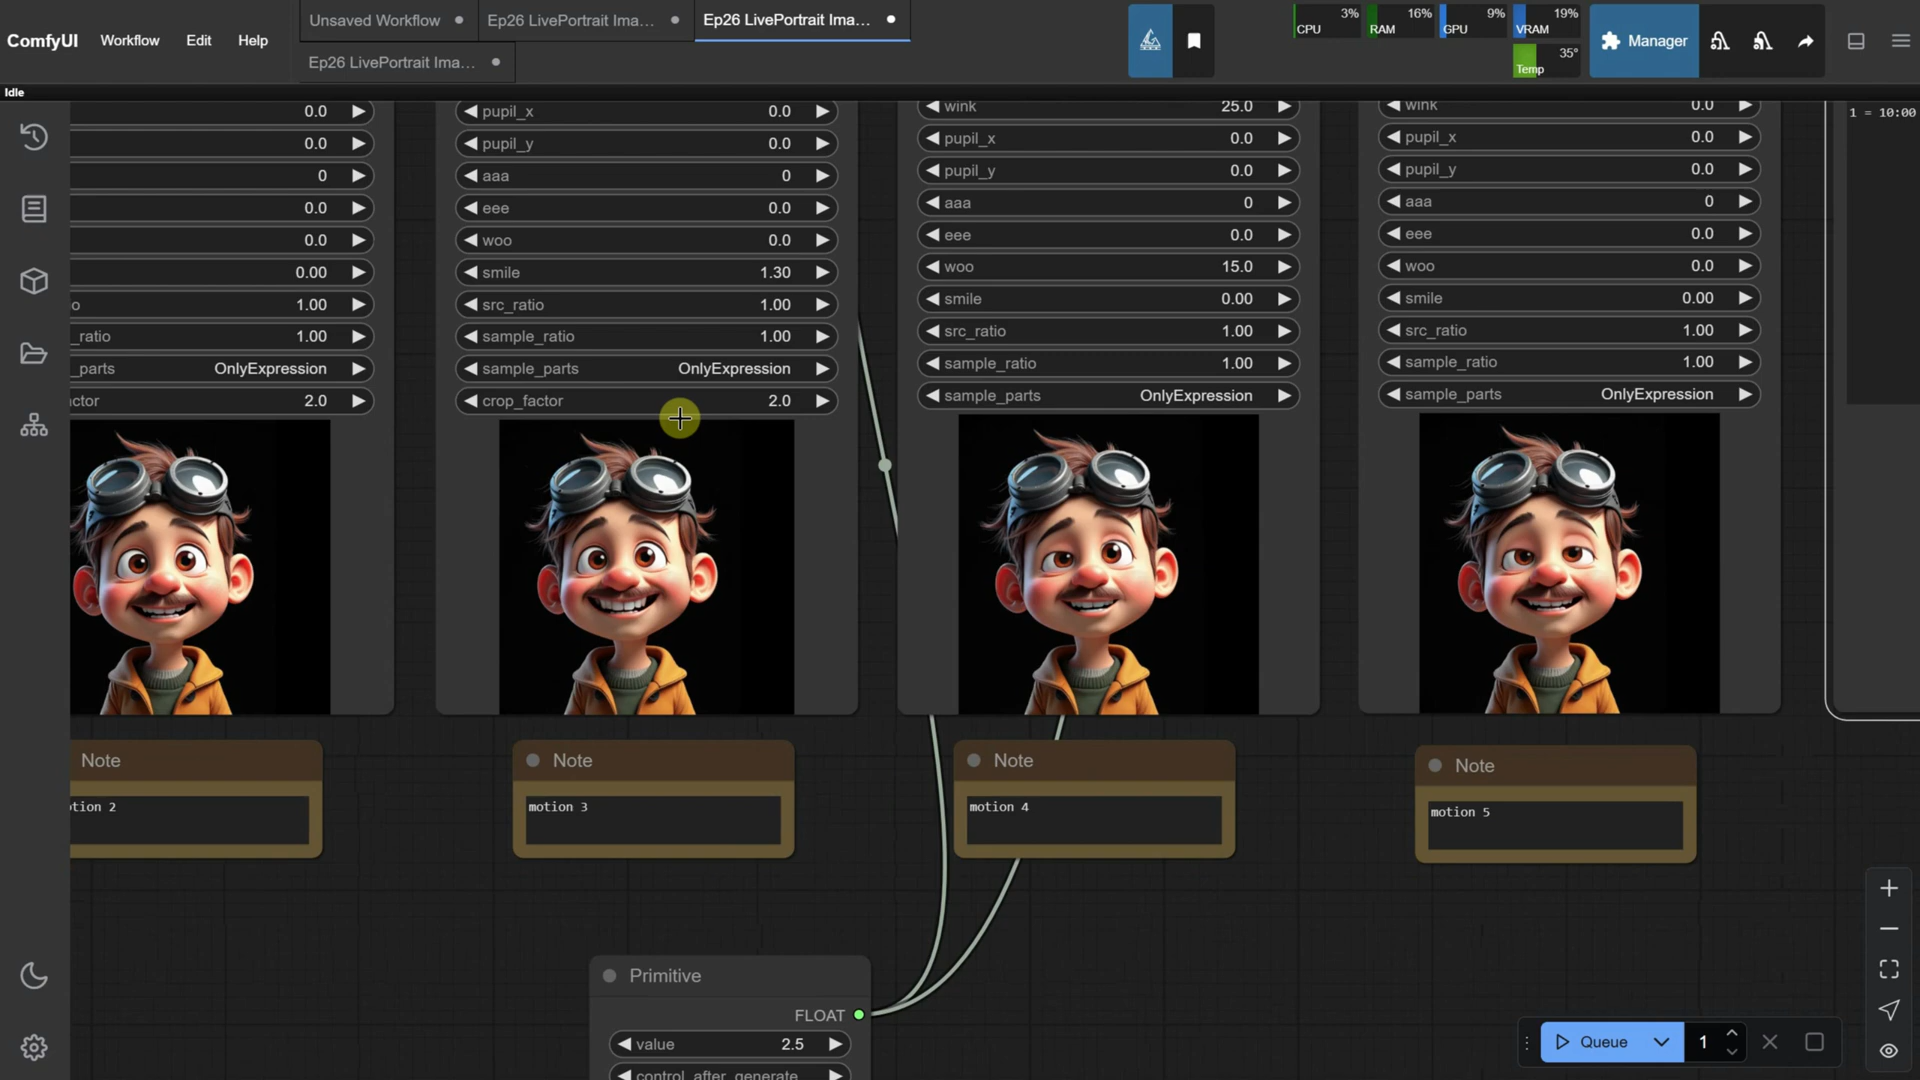 ComfyUI
Workflow
Edit
Help
Unsaved Workflow
Ep26 LivePortrait Ima...
Ep26 LivePortrait Ima...
Ep26 LivePortrait Ima...
CPU 3%
RAM 16%
GPU 9%
VRAM 19%
Temp 35°
Manager
Idle
0.0
0.0
0
0.0
0.0
0.00
o 1.00
_ratio 1.00
_parts OnlyExpression
ctor 2.0
pupil_x 0.0
pupil_y 0.0
aaa 0
eee 0.0
woo 0.0
smile 1.30
src_ratio 1.00
sample_ratio 1.00
sample_parts OnlyExpression
crop_factor 2.0
wink 25.0
pupil_x 0.0
pupil_y 0.0
aaa 0
eee 0.0
woo 15.0
smile 0.00
src_ratio 1.00
sample_ratio 1.00
sample_parts OnlyExpression
wink 0.0
pupil_x 0.0
pupil_y 0.0
aaa 0
eee 0.0
woo 0.0
smile 0.00
src_ratio 1.00
sample_ratio 1.00
sample_parts OnlyExpression
1 = 10:00
Note
tion 2
Note
motion 3
Note
motion 4
Note
motion 5
Primitive
FLOAT
value 2.5
control_after_generate
Queue
1